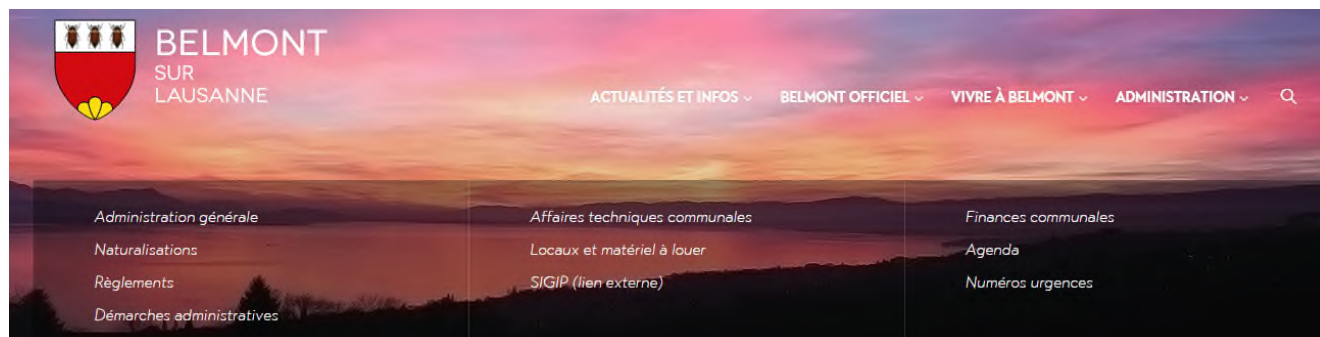 BELMONT
SUR
LAUSANNE
ACTUALITÉS ET INFOS
BELMONT OFFICIEL
VIVRE À BELMONT
ADMINISTRATION
Administration générale
Naturalisations
Règlements
Démarches administratives
Affaires techniques communales
Locaux et matériel à louer
SIGIP (lien externe)
Finances communales
Agenda
Numéros urgences